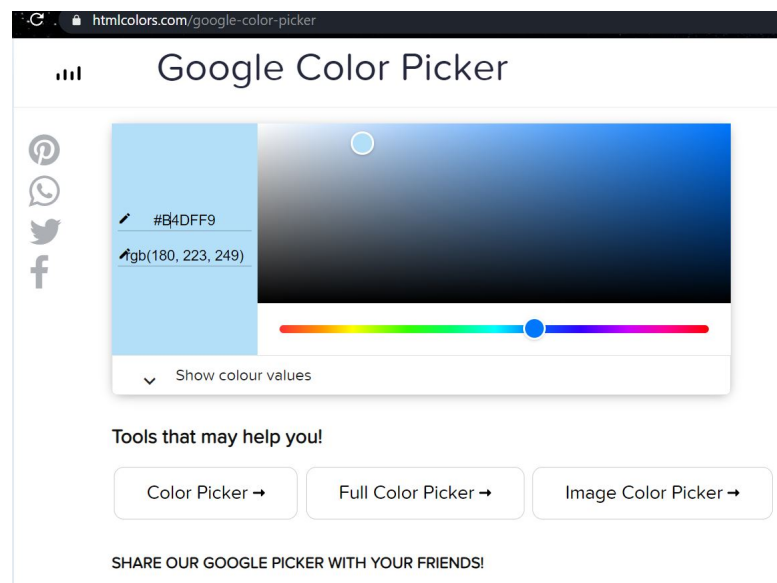 htmlcolors.com/google-color-picker
Google Color Picker
#B4DFF9
rgb(180, 223, 249)
Show colour values
Tools that may help you!
Color Picker →
Full Color Picker →
Image Color Picker →
SHARE OUR GOOGLE PICKER WITH YOUR FRIENDS!